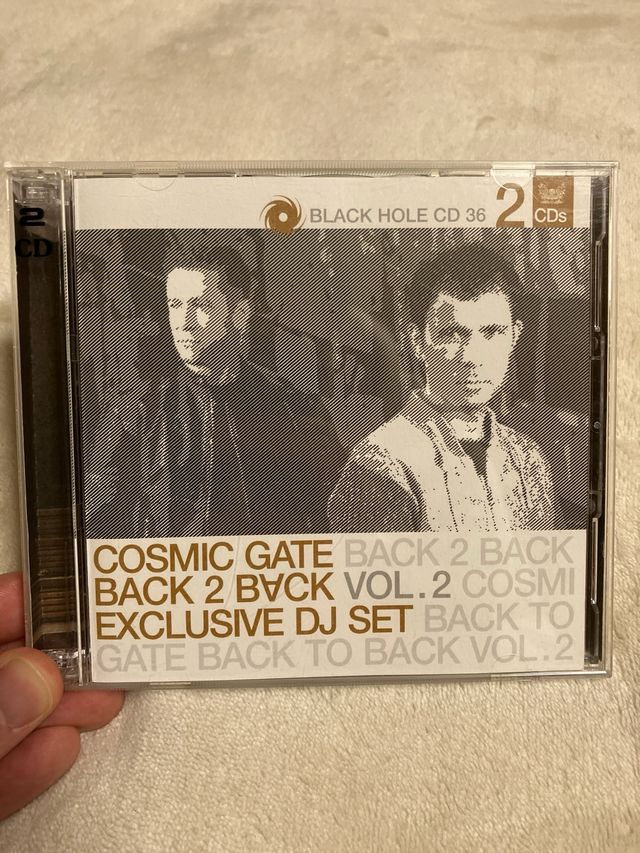 2
CD
BLACK HOLE CD 36 2 CDs
COSMIC GATE BACK 2 BACK
BACK 2 B∀CK VOL.2 COSMI
EXCLUSIVE DJ SET BACK TO
GATE BACK TO BACK VOL.2